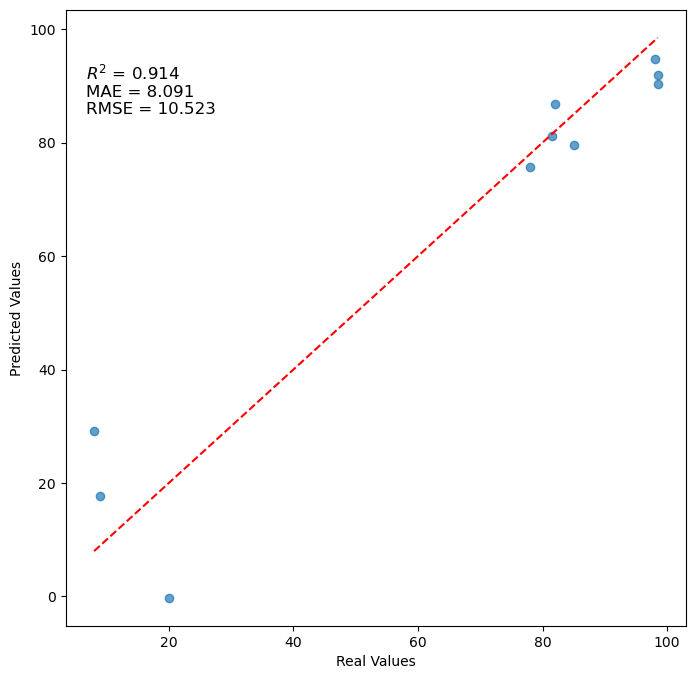 100
80
60
40
20
0
Predicted Values
R² = 0.914
MAE = 8.091
RMSE = 10.523
20 40 60 80 100
Real Values